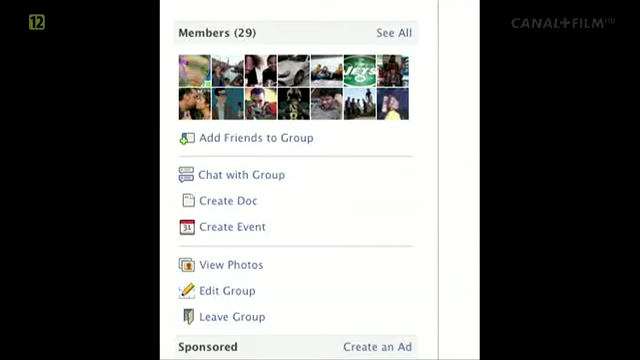 12
CANAL+FILM HD
Members (29) See All
JETS
Add Friends to Group
Chat with Group
Create Doc
31
Create Event
View Photos
Edit Group
Leave Group
Sponsored Create an Ad